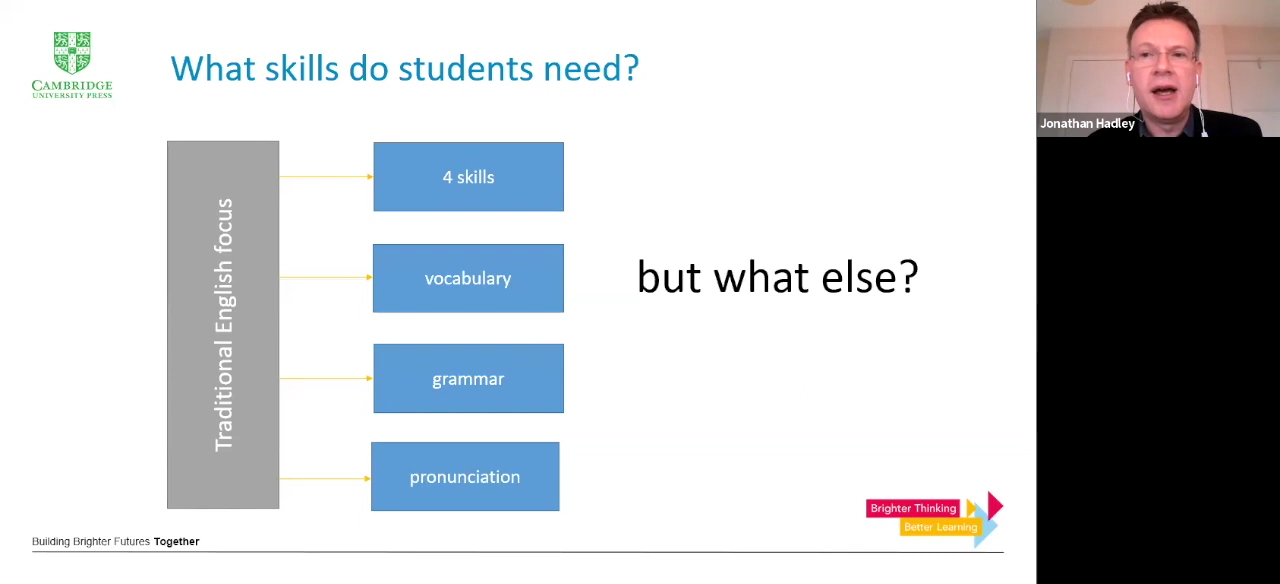 CAMBRIDGE
UNIVERSITY PRESS
What skills do students need?
Traditional English focus
4 skills
vocabulary
grammar
pronunciation
but what else?
Brighter Thinking
Better Learning
Building Brighter Futures Together
Jonathan Hadley